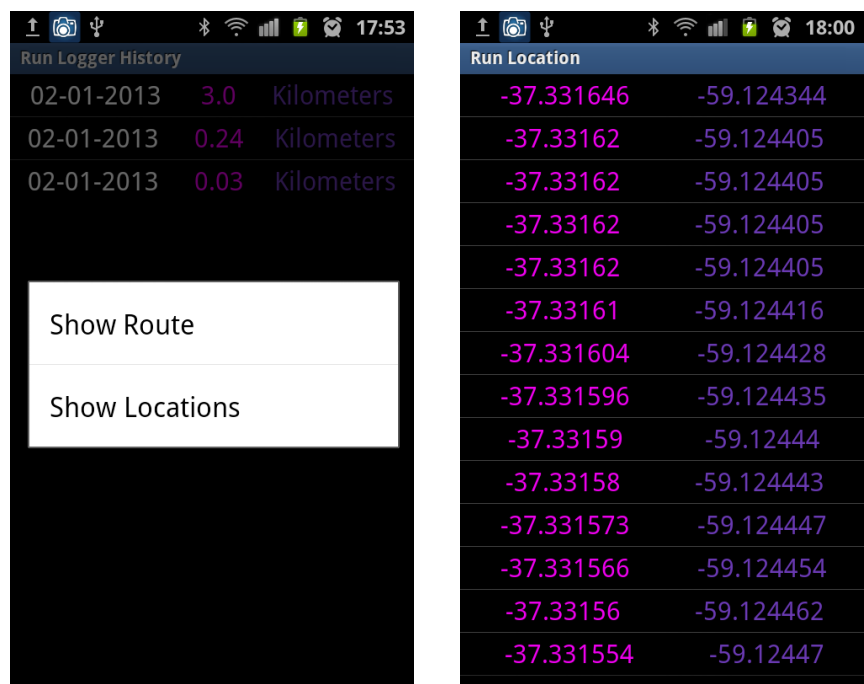 17:53
Run Logger History
02-01-2013 3.0 Kilometers
02-01-2013 0.24 Kilometers
02-01-2013 0.03 Kilometers
Show Route
Show Locations
18:00
Run Location
-37.331646 -59.124344
-37.33162 -59.124405
-37.33162 -59.124405
-37.33162 -59.124405
-37.33162 -59.124405
-37.33161 -59.124416
-37.331604 -59.124428
-37.331596 -59.124435
-37.33159 -59.12444
-37.33158 -59.124443
-37.331573 -59.124447
-37.331566 -59.124454
-37.33156 -59.124462
-37.331554 -59.12447